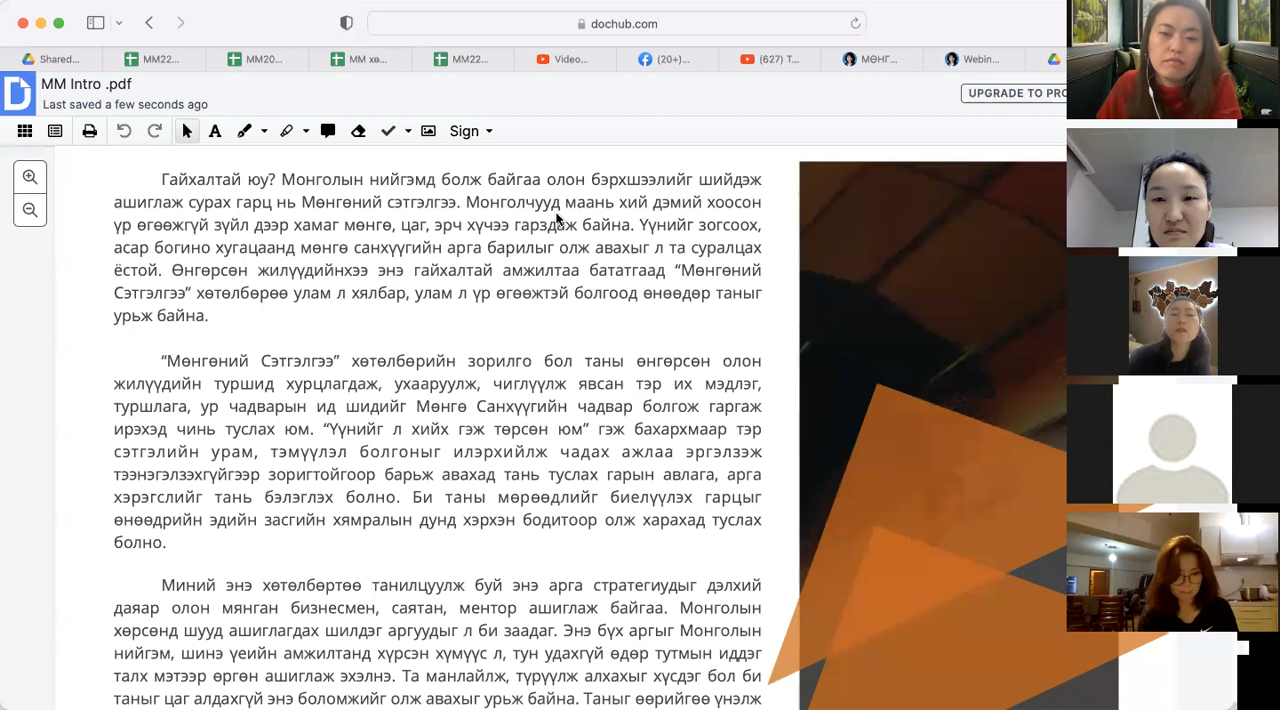 dochub.com
Shared...
MM22...
MM20...
MM хө...
MM22...
Video...
(20+)...
(627) T...
МӨНГ...
Webin...
MM Intro .pdf
Last saved a few seconds ago
UPGRADE TO PRO
A
Sign
Гайхалтай юу? Монголын нийгэмд болж байгаа олон бэрхшээлийг шийдэж
ашиглаж сурах гарц нь Мөнгөний сэтгэлгээ. Монголчууд маань хий дэмий хоосон
үр өгөөжгүй зүйл дээр хамаг мөнгө, цаг, эрч хүчээ гарздаж байна. Үүнийг зогсоох,
асар богино хугацаанд мөнгө санхүүгийн арга барилыг олж авахыг л та суралцах
ёстой. Өнгөрсөн жилүүдийнхээ энэ гайхалтай амжилтаа бататгаад “Мөнгөний
Сэтгэлгээ” хөтөлбөрөө улам л хялбар, улам л үр өгөөжтэй болгоод өнөөдөр таныг
урьж байна.
“Мөнгөний Сэтгэлгээ” хөтөлбөрийн зорилго бол таны өнгөрсөн олон
жилүүдийн туршид хурцлагдаж, ухааруулж, чиглүүлж явсан тэр их мэдлэг,
туршлага, ур чадварын ид шидийг Мөнгө Санхүүгийн чадвар болгож гаргаж
ирэхэд чинь туслах юм. “Үүнийг л хийх гэж төрсөн юм” гэж бахархмаар тэр
сэтгэлийн урам, тэмүүлэл болгоныг илэрхийлж чадах ажлаа эргэлзэж
тээнэгэлзэхгүйгээр зоригтойгоор барьж авахад тань туслах гарын авлага, арга
хэрэгслийг тань бэлэглэх болно. Би таны мөрөөдлийг биелүүлэх гарцыг
өнөөдрийн эдийн засгийн хямралын дунд хэрхэн бодитоор олж харахад туслах
болно.
Миний энэ хөтөлбөртөө танилцуулж буй энэ арга стратегиудыг дэлхий
даяар олон мянган бизнесмен, саятан, ментор ашиглаж байгаа. Монголын
хөрсөнд шууд ашиглагдах шилдэг аргуудыг л би заадаг. Энэ бүх аргыг Монголын
нийгэм, шинэ үеийн амжилтанд хүрсэн хүмүүс л, тун удахгүй өдөр тутмын иддэг
талх мэтээр өргөн ашиглаж эхэлнэ. Та манлайлж, түрүүлж алхахыг хүсдэг бол би
таныг цаг алдахгүй энэ боломжийг олж авахыг урьж байна. Таныг өөрийгөө үнэлж